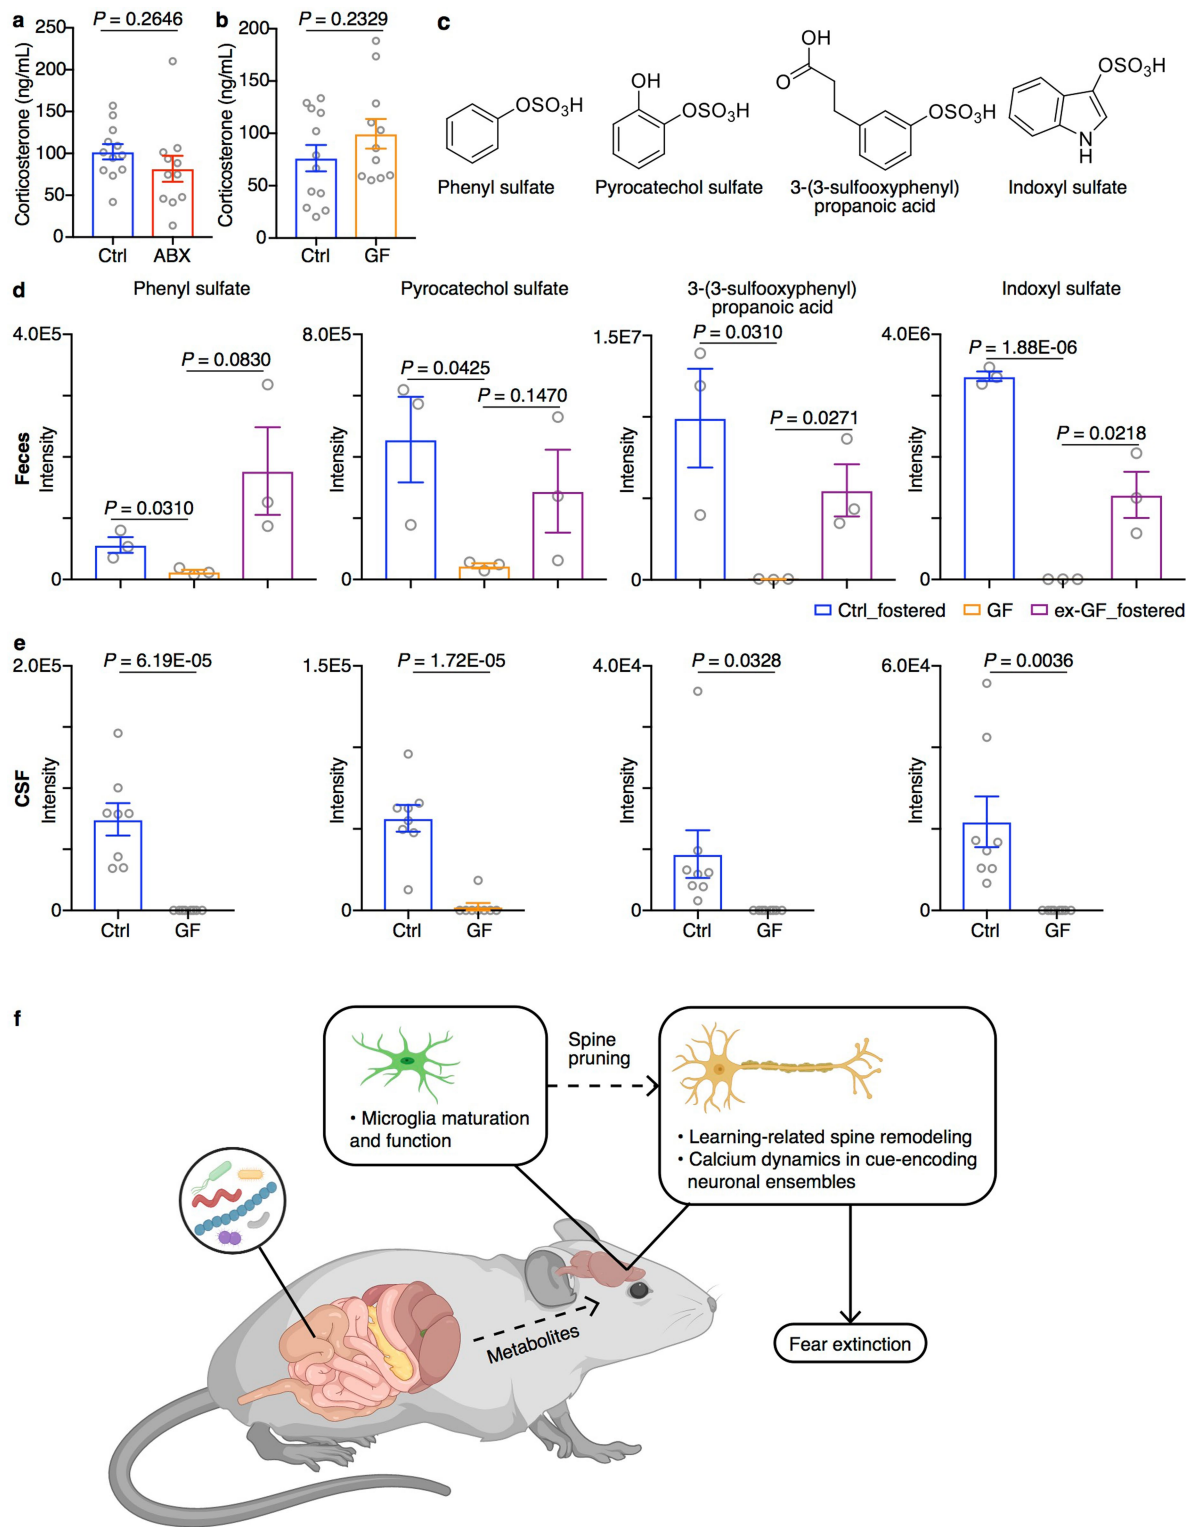 a
P = 0.2646
Corticosterone (ng/mL)
250
200
150
100
50
0
Ctrl
ABX
b
P = 0.2329
Corticosterone (ng/mL)
200
150
100
50
0
Ctrl
GF
c
OSO3H
Phenyl sulfate
OH
OSO3H
Pyrocatechol sulfate
OH
O
OSO3H
3-(3-sulfooxyphenyl)
propanoic acid
OSO3H
N
H
Indoxyl sulfate
d
Feces
Phenyl sulfate
4.0E5
0
Intensity
P = 0.0310
P = 0.0830
Pyrocatechol sulfate
8.0E5
0
Intensity
P = 0.0425
P = 0.1470
3-(3-sulfooxyphenyl)
propanoic acid
1.5E7
0
Intensity
P = 0.0310
P = 0.0271
Indoxyl sulfate
4.0E6
0
Intensity
P = 1.88E-06
P = 0.0218
Ctrl_fostered
GF
ex-GF_fostered
e
CSF
2.0E5
0
Intensity
P = 6.19E-05
Ctrl
GF
1.5E5
0
Intensity
P = 1.72E-05
Ctrl
GF
4.0E4
0
Intensity
P = 0.0328
Ctrl
GF
6.0E4
0
Intensity
P = 0.0036
Ctrl
GF
f
• Microglia maturation
and function
Spine
pruning
• Learning-related spine remodeling
• Calcium dynamics in cue-encoding
neuronal ensembles
Metabolites
Fear extinction